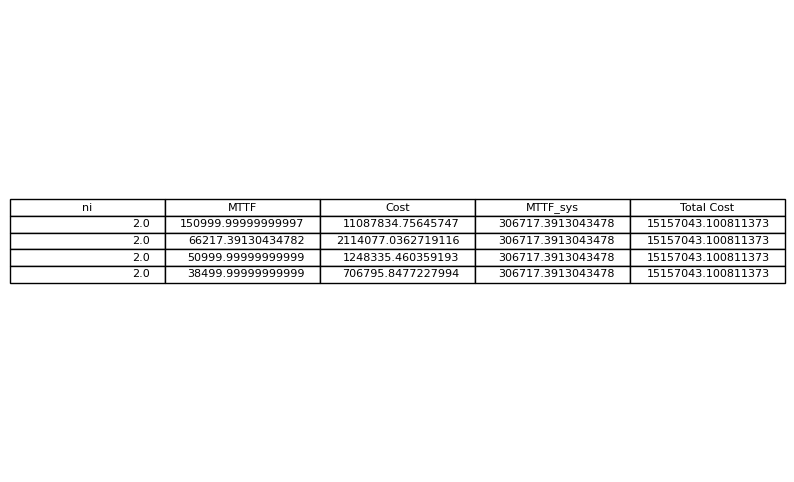 ni MTTF Cost MTTF_sys Total Cost
2.0 150999.99999999997 11087834.75645747 306717.3913043478 15157043.100811373
2.0 66217.39130434782 2114077.0362719116 306717.3913043478 15157043.100811373
2.0 50999.99999999999 1248335.460359193 306717.3913043478 15157043.100811373
2.0 38499.99999999999 706795.8477227994 306717.3913043478 15157043.100811373